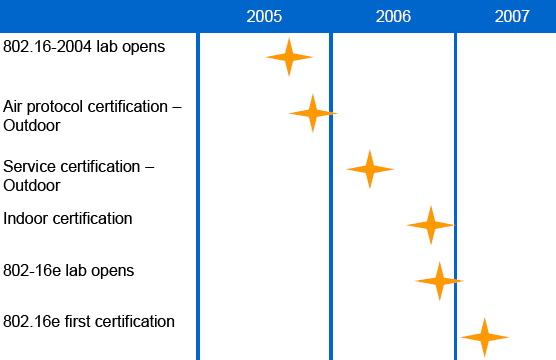 2005 2006 2007
802.16-2004 lab opens
Air protocol certification –
Outdoor
Service certification –
Outdoor
Indoor certification
802-16e lab opens
802.16e first certification